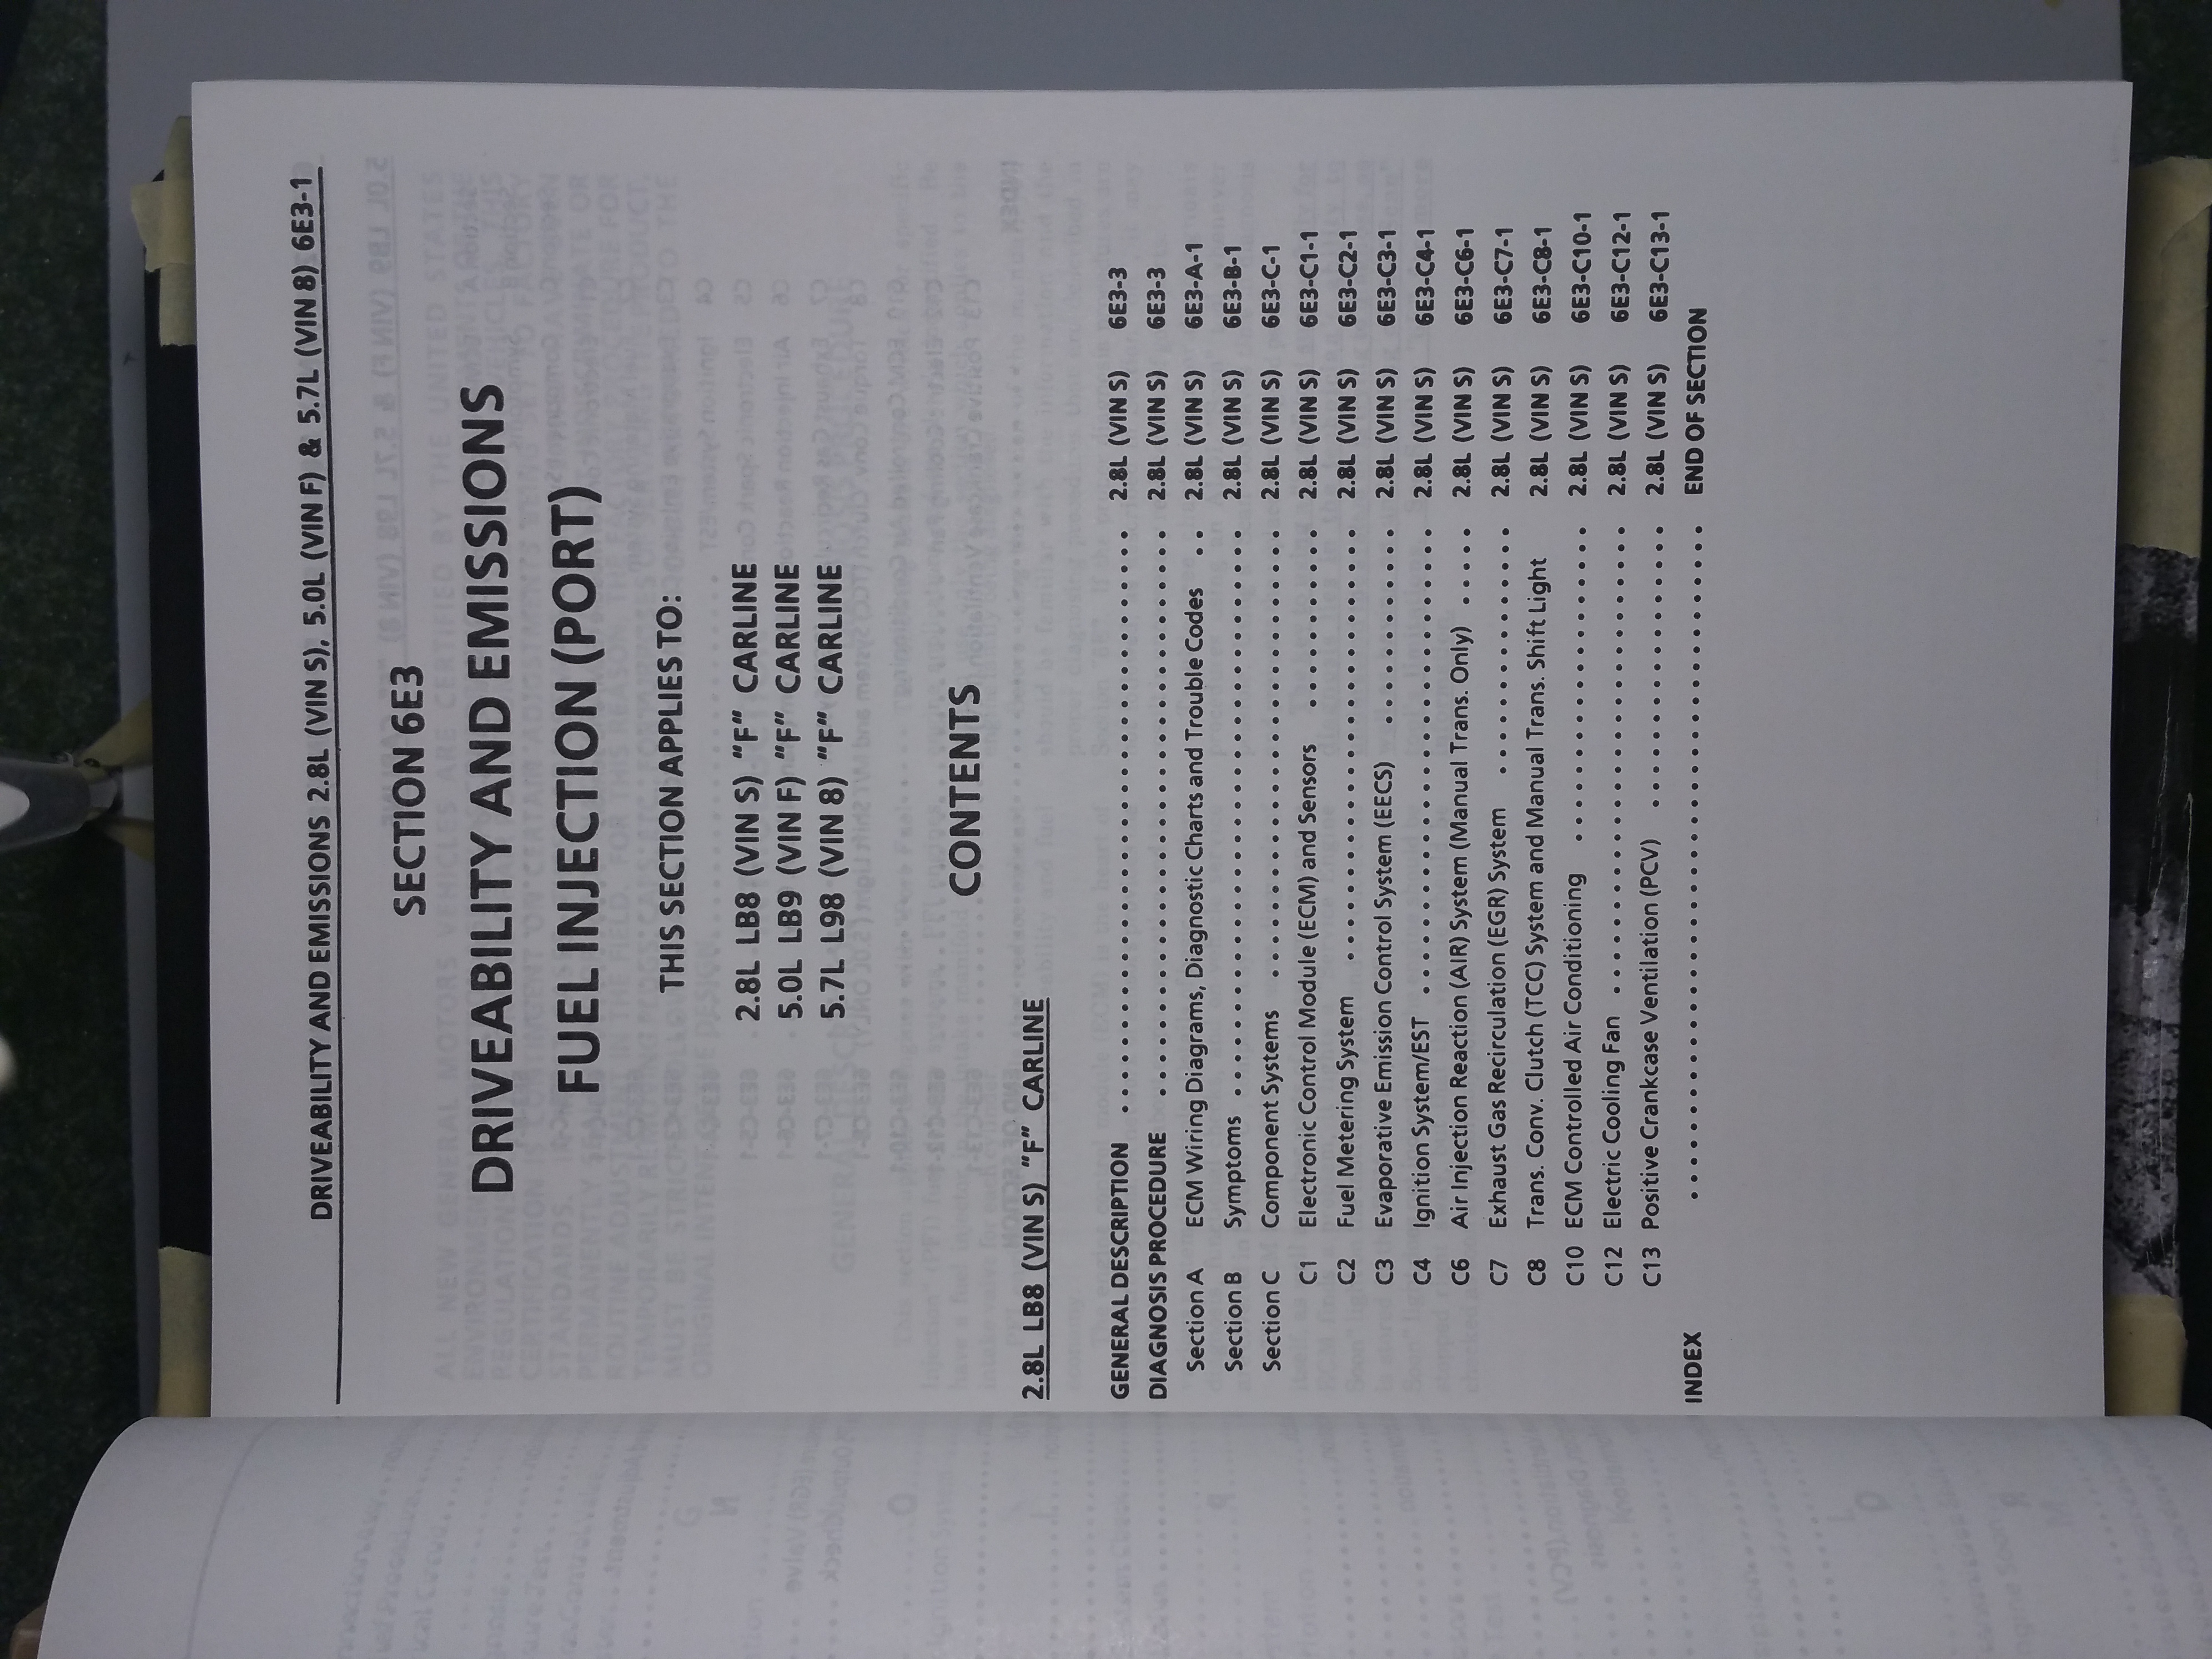 DRIVEABILITY AND EMISSIONS 2.8L (VIN S), 5.0L (VIN F) & 5.7L (VIN 8) 6E3-1
SECTION 6E3
DRIVEABILITY AND EMISSIONS
FUEL INJECTION (PORT)
THIS SECTION APPLIES TO:
2.8L LB8 (VIN S) "F" CARLINE
5.0L LB9 (VIN F) "F" CARLINE
5.7L L98 (VIN 8) "F" CARLINE
CONTENTS
2.8L LB8 (VIN S) "F" CARLINE
GENERAL DESCRIPTION .......... 2.8L (VIN S) 6E3-3
DIAGNOSIS PROCEDURE .......... 2.8L (VIN S) 6E3-3
Section A ECM Wiring Diagrams, Diagnostic Charts and Trouble Codes .. 2.8L (VIN S) 6E3-A-1
Section B Symptoms .......... 2.8L (VIN S) 6E3-B-1
Section C Component Systems .......... 2.8L (VIN S) 6E3-C-1
C1 Electronic Control Module (ECM) and Sensors .......... 2.8L (VIN S) 6E3-C1-1
C2 Fuel Metering System .......... 2.8L (VIN S) 6E3-C2-1
C3 Evaporative Emission Control System (EECS) .......... 2.8L (VIN S) 6E3-C3-1
C4 Ignition System/EST .......... 2.8L (VIN S) 6E3-C4-1
C6 Air Injection Reaction (AIR) System (Manual Trans. Only) ..... 2.8L (VIN S) 6E3-C6-1
C7 Exhaust Gas Recirculation (EGR) System .......... 2.8L (VIN S) 6E3-C7-1
C8 Trans. Conv. Clutch (TCC) System and Manual Trans. Shift Light 2.8L (VIN S) 6E3-C8-1
C10 ECM Controlled Air Conditioning .......... 2.8L (VIN S) 6E3-C10-1
C12 Electric Cooling Fan .......... 2.8L (VIN S) 6E3-C12-1
C13 Positive Crankcase Ventilation (PCV) .......... 2.8L (VIN S) 6E3-C13-1
INDEX .......... END OF SECTION